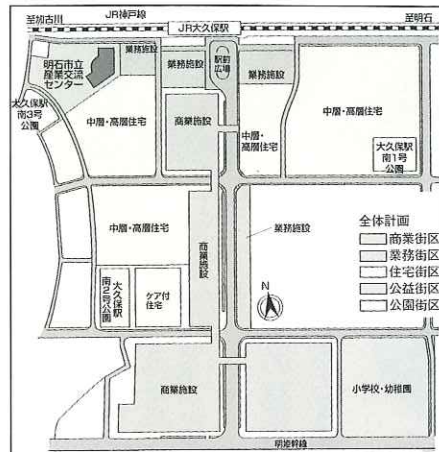 至加古川
JR神戸線
JR大久保駅
至明石
明石市立
産業交流
センター
業務施設
業務施設
駅前
広場
業務施設
大久保駅
南3号
公園
中層・高層住宅
商業施設
中層・
高層住宅
中層・高層住宅
大久保駅
南1号
公園
中層・高層住宅
商業施設
業務施設
全体計画
商業街区
業務街区
住宅街区
公益街区
公園街区
大久保駅
南2号公園
ケア付
住宅
N
商業施設
小学校・幼稚園
明姫幹線